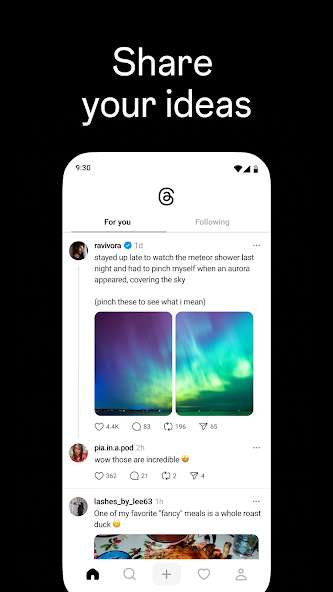 Share
your ideas
9:30
For you
Following
ravivora 1d
stayed up late to watch the meteor shower last
night and had to pinch myself when an aurora
appeared, covering the sky
(pinch these to see what i mean)
4.4K 83 196 65
pia.in.a.pod 2h
wow those are incredible 🤩
362 21 2 4
lashes_by_lee63 1h
One of my favorite "fancy" meals is a whole roast
duck 😋